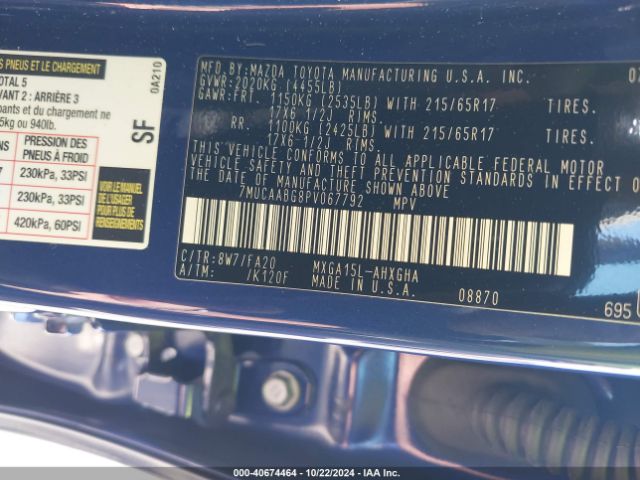 S PNEUS ET LE CHARGEMENT
OTAL 5
VANT 2 : ARRIÈRE 3
pants et du chargement ne
5kg ou 940lb.
NS
PRESSION DES PNEUS À FROID
7
230kPa, 33PSI
230kPa, 33PSI
420kPa, 60PSI
VOIR LE MANUEL DE L'USAGER POUR PLUS DE RENSEIGNEMENTS
0A210
SF
MFD.BY:MAZDA TOYOTA MANUFACTURING U.S.A. INC.
GVWR:2020KG (4455LB)
GAWR:FRT. 1150KG (2535LB) WITH 215/65R17 TIRES.
17X6-1/2J RIMS.
RR. 1100KG (2425LB) WITH 215/65R17 TIRES.
17X6-1/2J RIMS.
THIS VEHICLE CONFORMS TO ALL APPLICABLE FEDERAL MOTOR
VEHICLE SAFETY AND THEFT PREVENTION STANDARDS IN EFFECT O
THE DATE OF MANUFACTURE SHOWN ABOVE.
7MUCAABG8PV067792 MPV
C/TR:8W7/FA20 MXGA15L-AHXGHA
A/TM: /K120F MADE IN U.S.A.
08870
695
000-40674464 - 10/22/2024 - IAA Inc.